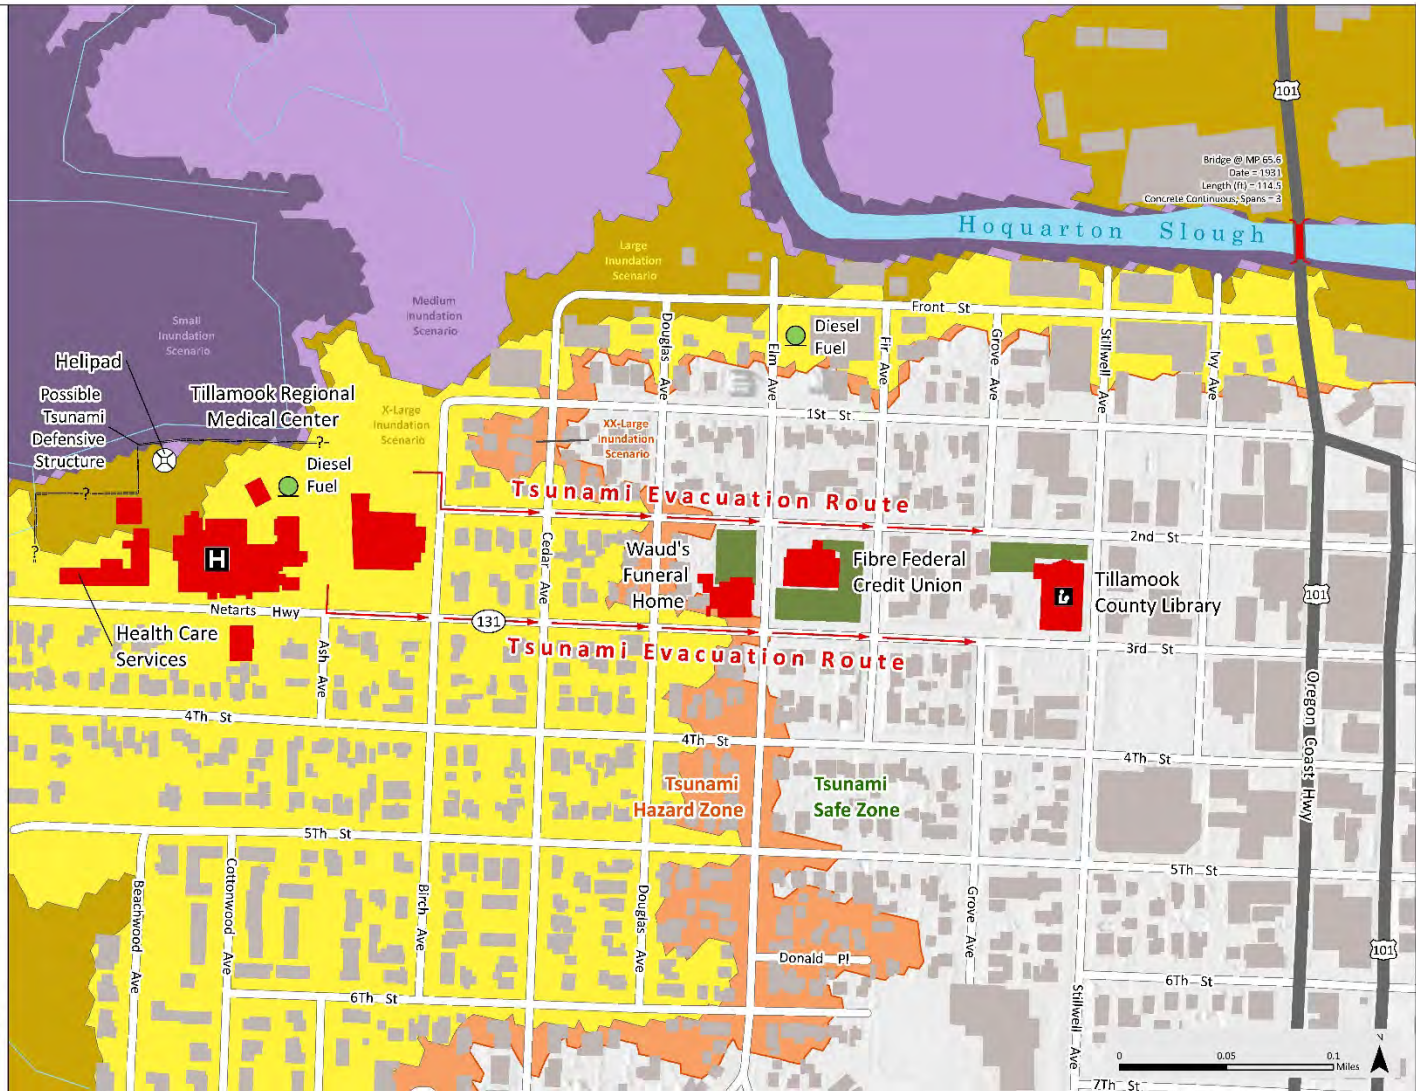 101
Bridge @ MP 65.6
Date = 1931
Length (ft) = 114.5
Concrete Continuous, Spans = 3
Hoquarton Slough
Large
Inundation
Scenario
Medium
Inundation
Scenario
Small
Inundation
Scenario
Front St
Douglas Ave
Elm Ave
Fir Ave
Grove Ave
Stillwell Ave
Ivy Ave
Diesel
Fuel
Helipad
Possible
Tsunami
Defensive
Structure
Tillamook Regional
Medical Center
?
X-Large
Inundation
Scenario
XX-Large
Inundation
Scenario
1St St
Diesel
Fuel
?
?
Tsunami Evacuation Route
2nd St
H
Cedar Ave
Waud's
Funeral
Home
Fibre Federal
Credit Union
Tillamook
County Library
101
Netarts Hwy
131
Health Care
Services
Ash Ave
Tsunami Evacuation Route
3rd St
Oregon Coast Hwy
4Th St
4Th St
4Th St
Tsunami
Hazard Zone
Tsunami
Safe Zone
5Th St
5Th St
Beachwood Ave
Cottonwood Ave
Birch Ave
Douglas Ave
Grove Ave
Donald Pl
101
6Th St
6Th St
Stillwell Ave
N
0 0.05 0.1
Miles
7Th St